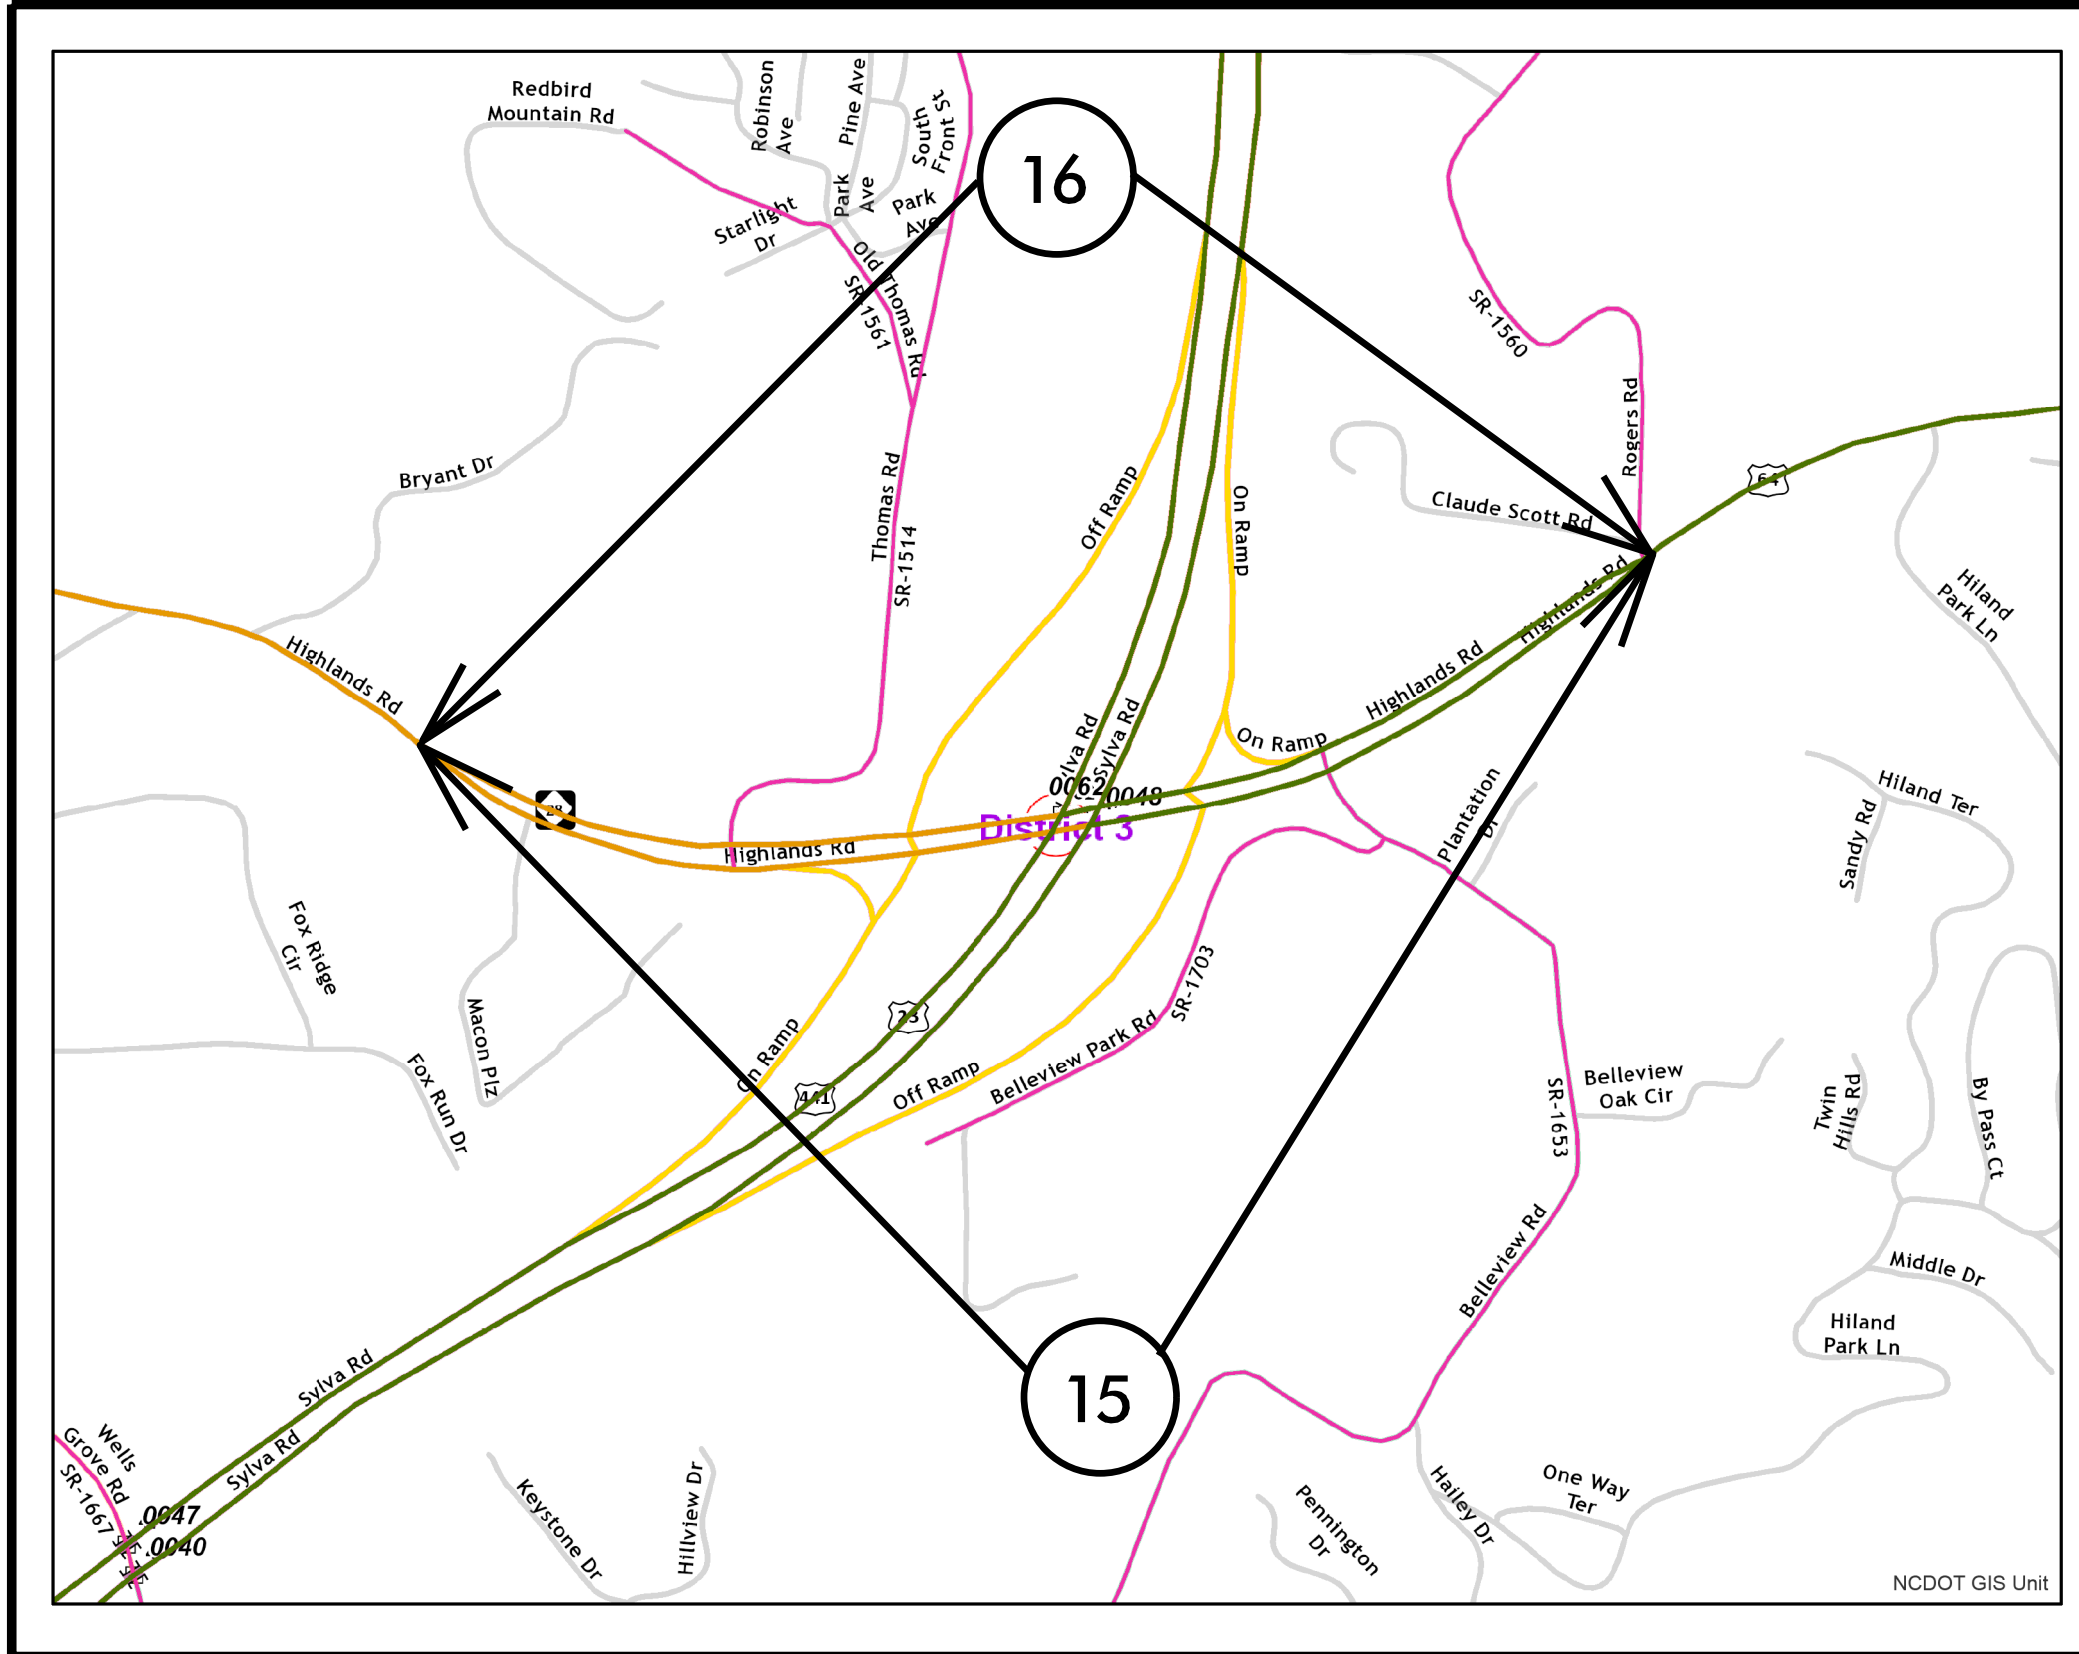 Redbird
Mountain Rd
Robinson
Ave
Pine Ave
South
Front St
Park
Ave
Park
Ave
Starlight
Dr
Old Thomas Rd
SR-1561
16
SR-1560
Rogers Rd
64
Bryant Dr
Thomas Rd
SR-1514
Off Ramp
On Ramp
Claude Scott Rd
Highlands Rd
Highlands Rd
Hiland
Park Ln
Highlands Rd
On Ramp
Sylva Rd
0062
0048
District 3
28
Highlands Rd
Plantation
Dr
Hiland Ter
Sandy Rd
Fox Ridge
Cir
Macon Plz
Fox Run Dr
On Ramp
23
441
Off Ramp
Belleview Park Rd
SR-1703
SR-1653
Belleview
Oak Cir
Twin
Hills Rd
By Pass Ct
Belleview Rd
Middle Dr
Hiland
Park Ln
15
Sylva Rd
Sylva Rd
Wells
Grove Rd
SR-1667
0047
0040
Keystone Dr
Hillview Dr
Pennington
Dr
Hailey Dr
One Way
Ter
NCDOT GIS Unit